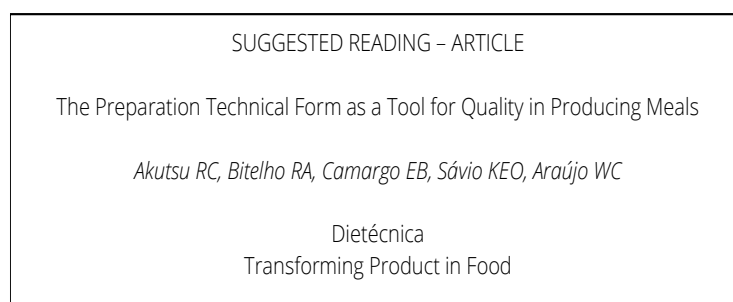 SUGGESTED READING – ARTICLE
The Preparation Technical Form as a Tool for Quality in Producing Meals
Akutsu RC, Bitelho RA, Camargo EB, Sávio KEO, Araújo WC
Dietécnica
Transforming Product in Food